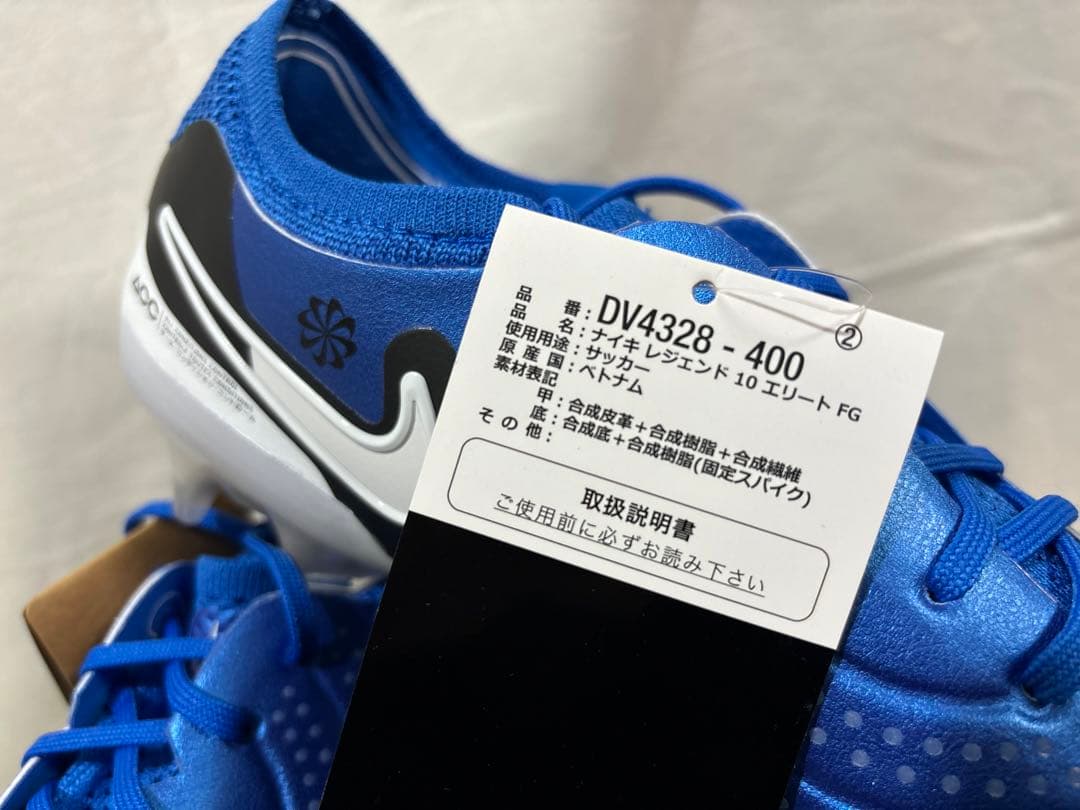 ②
品 番 : DV4328 - 400
品 名 : ナイキ レジエンド 10 エリート FG
使用用途 : サッカー
原 産 国 : ベトナム
素材表記
甲 : 合成皮革+合成樹脂+合成繊維
底 : 合成底+合成樹脂(固定スパイク)
その他 :
取扱説明書
ご使用前に必ずお読み下さい
ACC